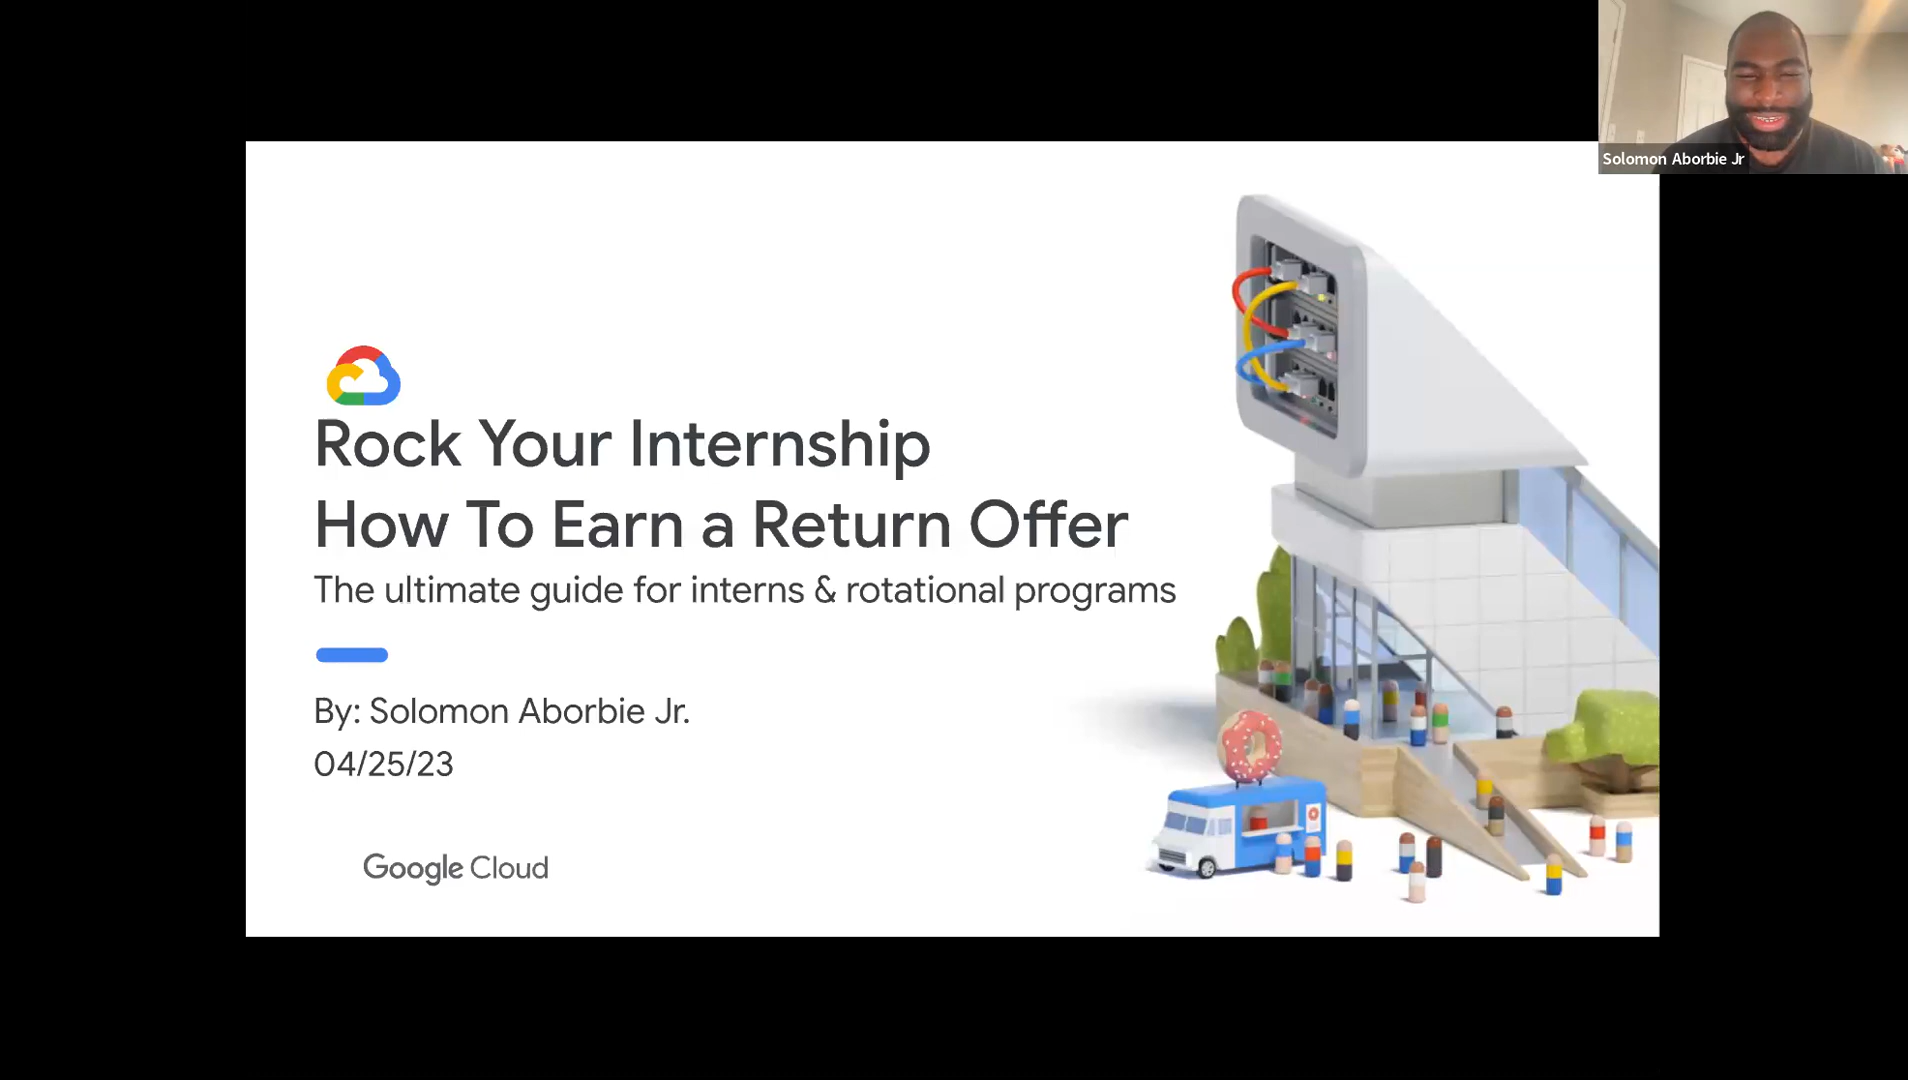 Solomon Aborbie Jr
Rock Your Internship
How To Earn a Return Offer
The ultimate guide for interns & rotational programs
By: Solomon Aborbie Jr.
04/25/23
Google Cloud